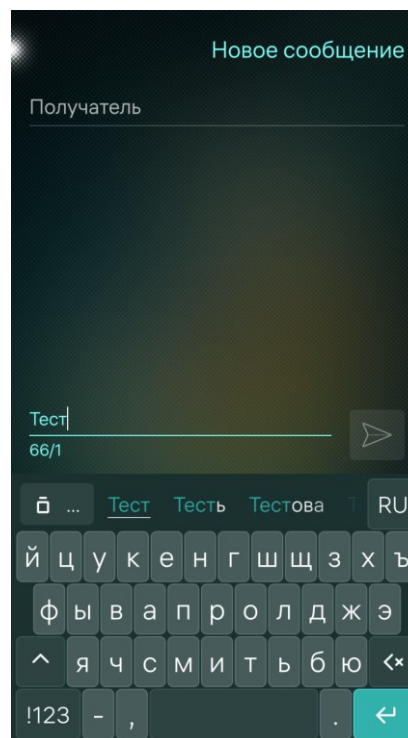 Новое сообщение
Получатель
Тест
66/1
... Тест Тесть Тестова Т RU
й ц у к е н г ш щ з х ъ
ф ы в а п р о л д ж э
я ч с м и т ь б ю
!123 - , .